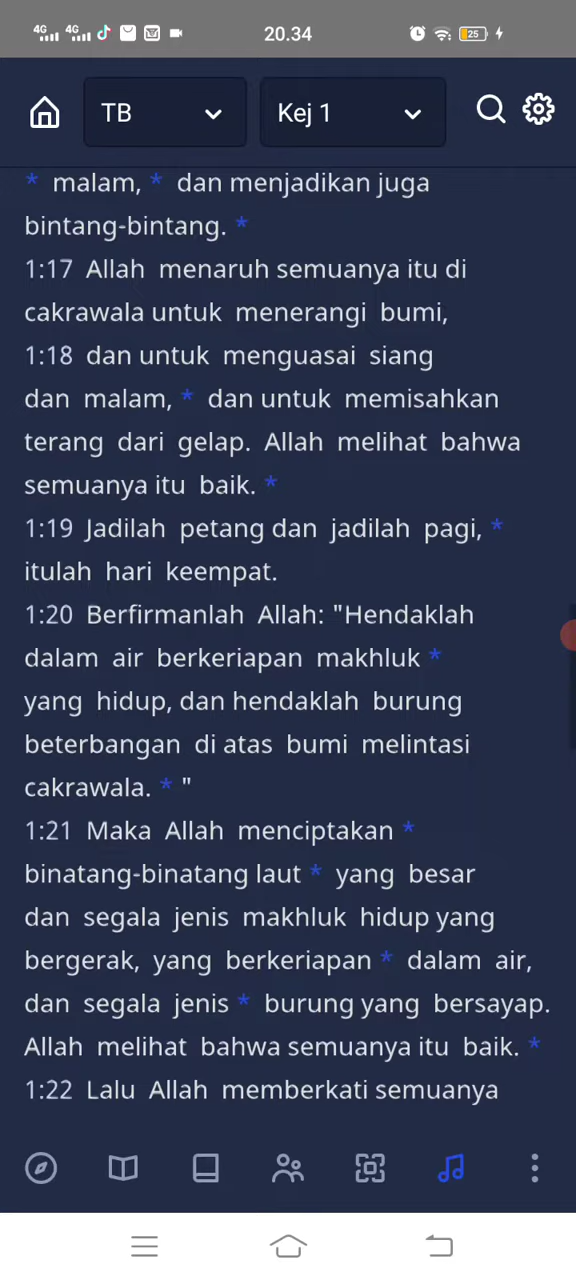 4G 4G 20.34 25
TB Kej 1
* malam, * dan menjadikan juga
bintang-bintang. *
1:17 Allah menaruh semuanya itu di
cakrawala untuk menerangi bumi,
1:18 dan untuk menguasai siang
dan malam, * dan untuk memisahkan
terang dari gelap. Allah melihat bahwa
semuanya itu baik. *
1:19 Jadilah petang dan jadilah pagi, *
itulah hari keempat.
1:20 Berfirmanlah Allah: "Hendaklah
dalam air berkeriapan makhluk *
yang hidup, dan hendaklah burung
beterbangan di atas bumi melintasi
cakrawala. * "
1:21 Maka Allah menciptakan *
binatang-binatang laut * yang besar
dan segala jenis makhluk hidup yang
bergerak, yang berkeriapan * dalam air,
dan segala jenis * burung yang bersayap.
Allah melihat bahwa semuanya itu baik. *
1:22 Lalu Allah memberkati semuanya